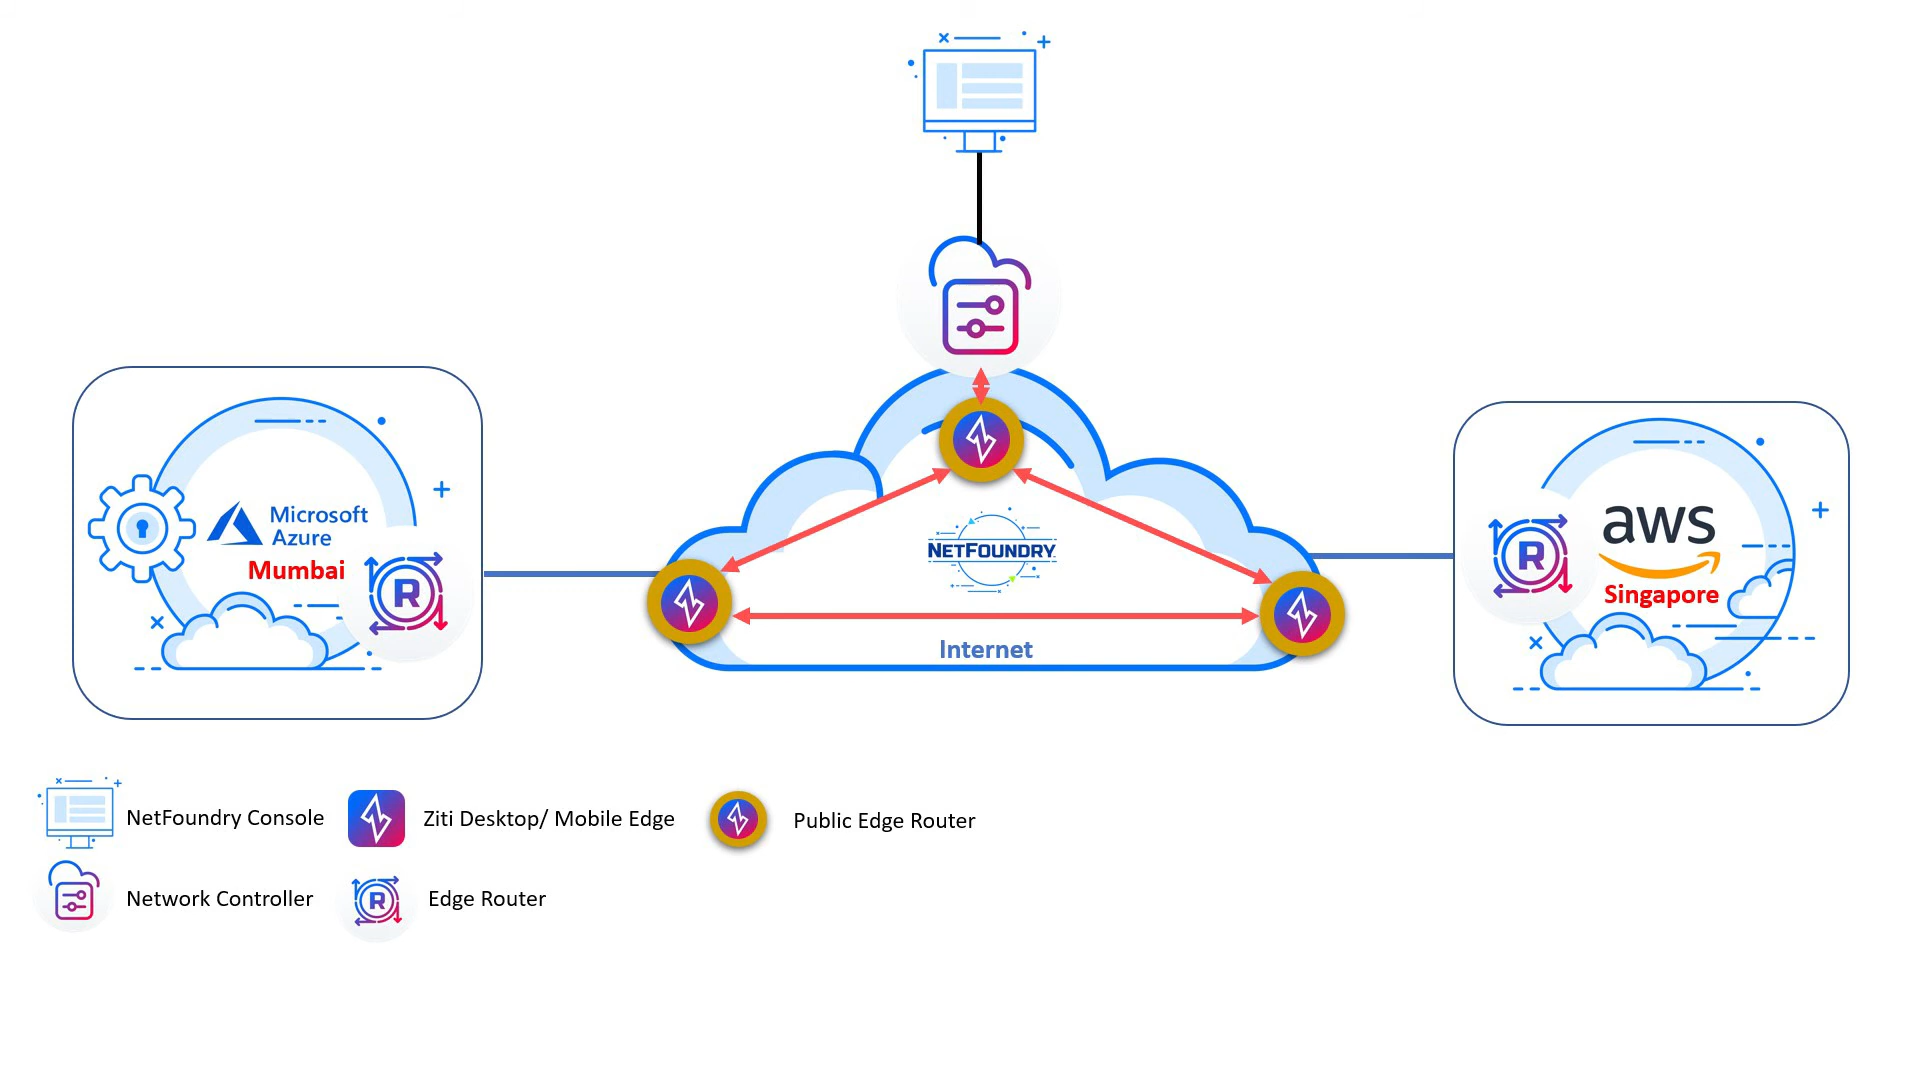 Microsoft
Azure
Mumbai
R
NETFOUNDRY
Internet
R
aws
Singapore
NetFoundry Console
Ziti Desktop/ Mobile Edge
Public Edge Router
Network Controller
R
Edge Router